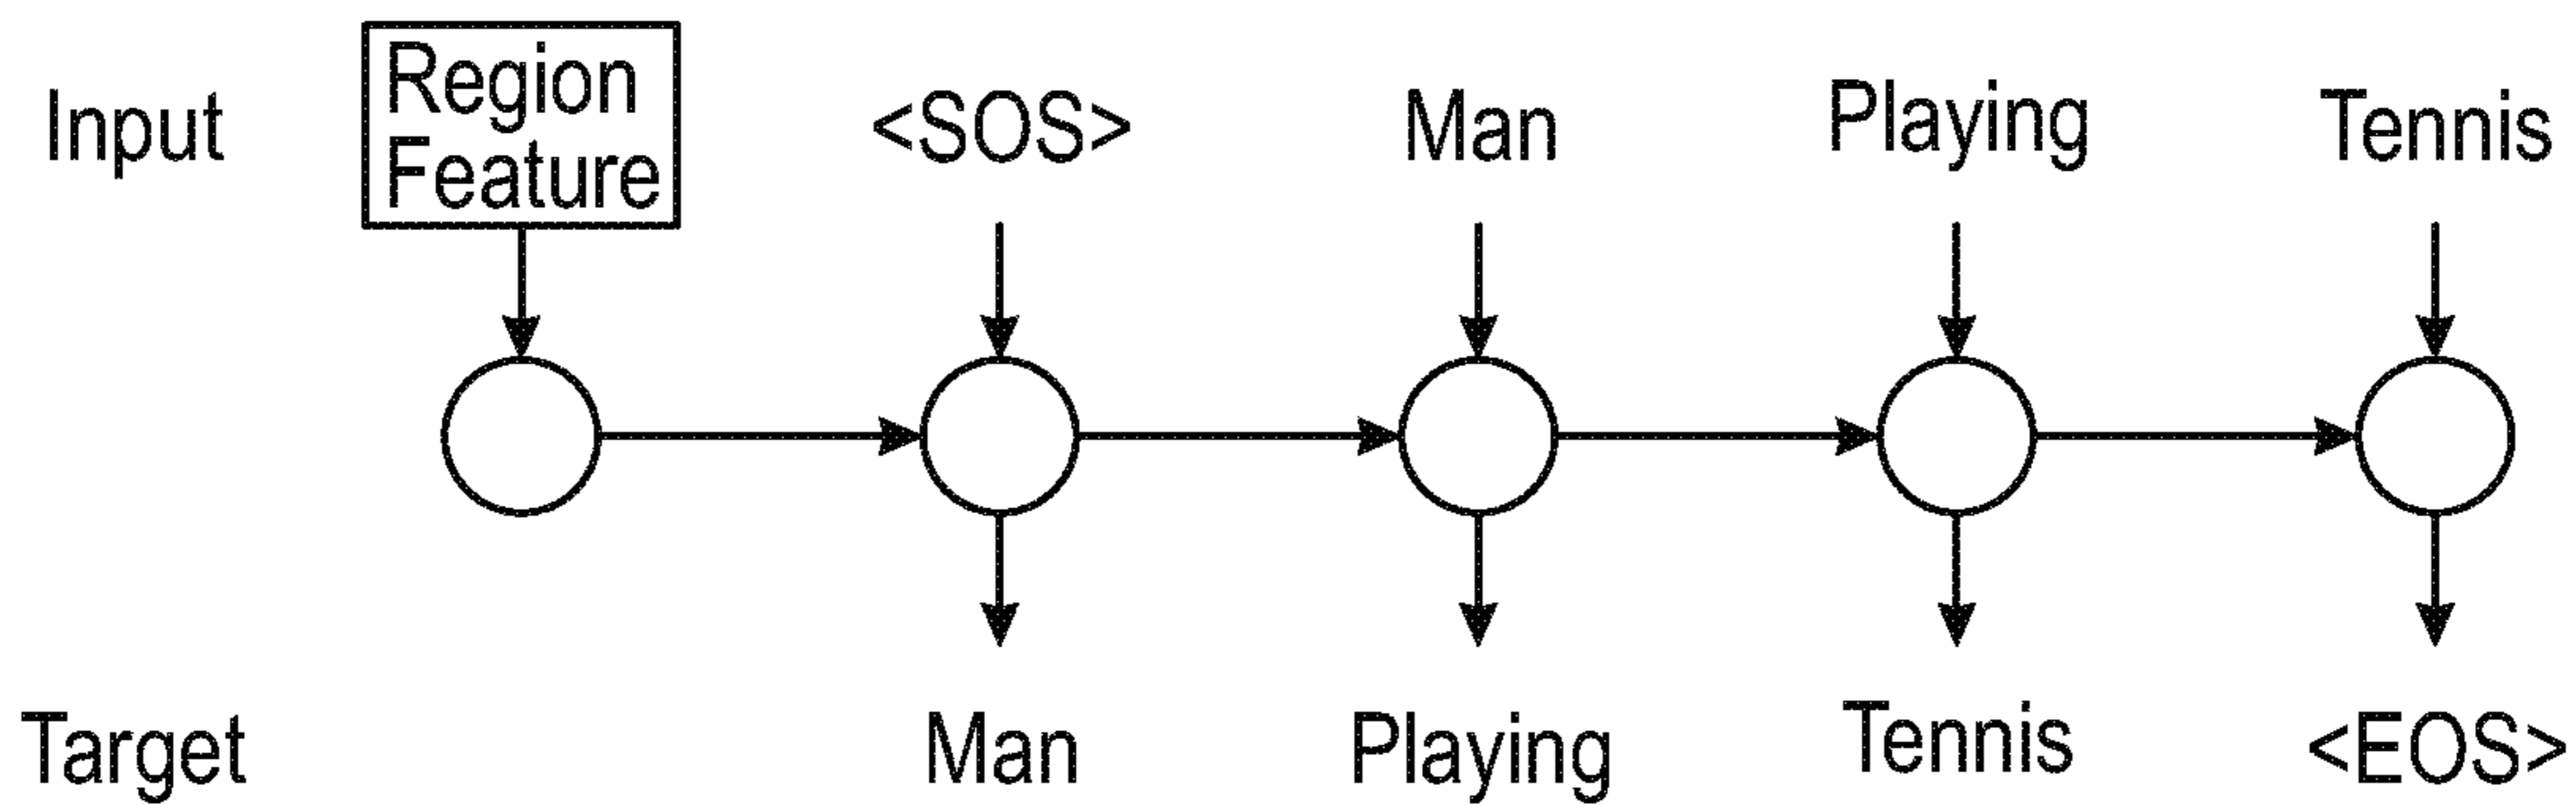 Input
Region
Feature
<SOS>
Man
Playing
Tennis
Target
Man
Playing
Tennis
<EOS>